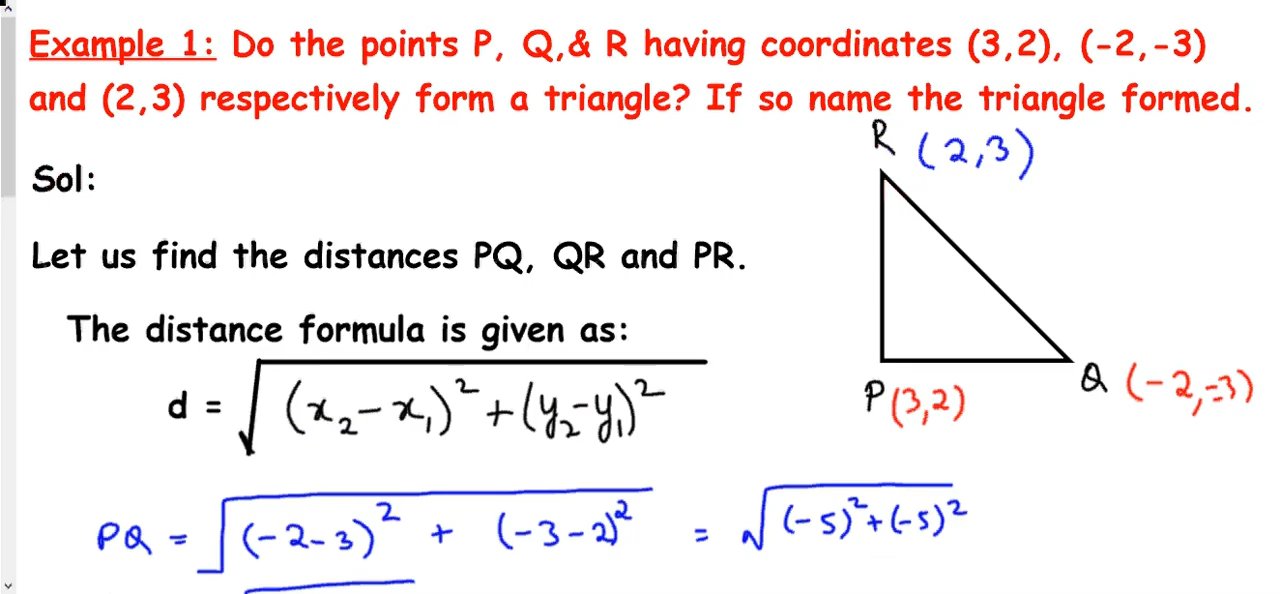 Example 1: Do the points P, Q,& R having coordinates (3,2), (-2,-3)
and (2,3) respectively form a triangle? If so name the triangle formed.
R (2,3)
Sol:
Let us find the distances PQ, QR and PR.
The distance formula is given as:
P(3,2)
Q (-2,-3)
d = √((x₂-x₁)² + (y₂-y₁)²)
PQ = √((-2-3)² + (-3-2)²) = √((-5)²+(-5)²)